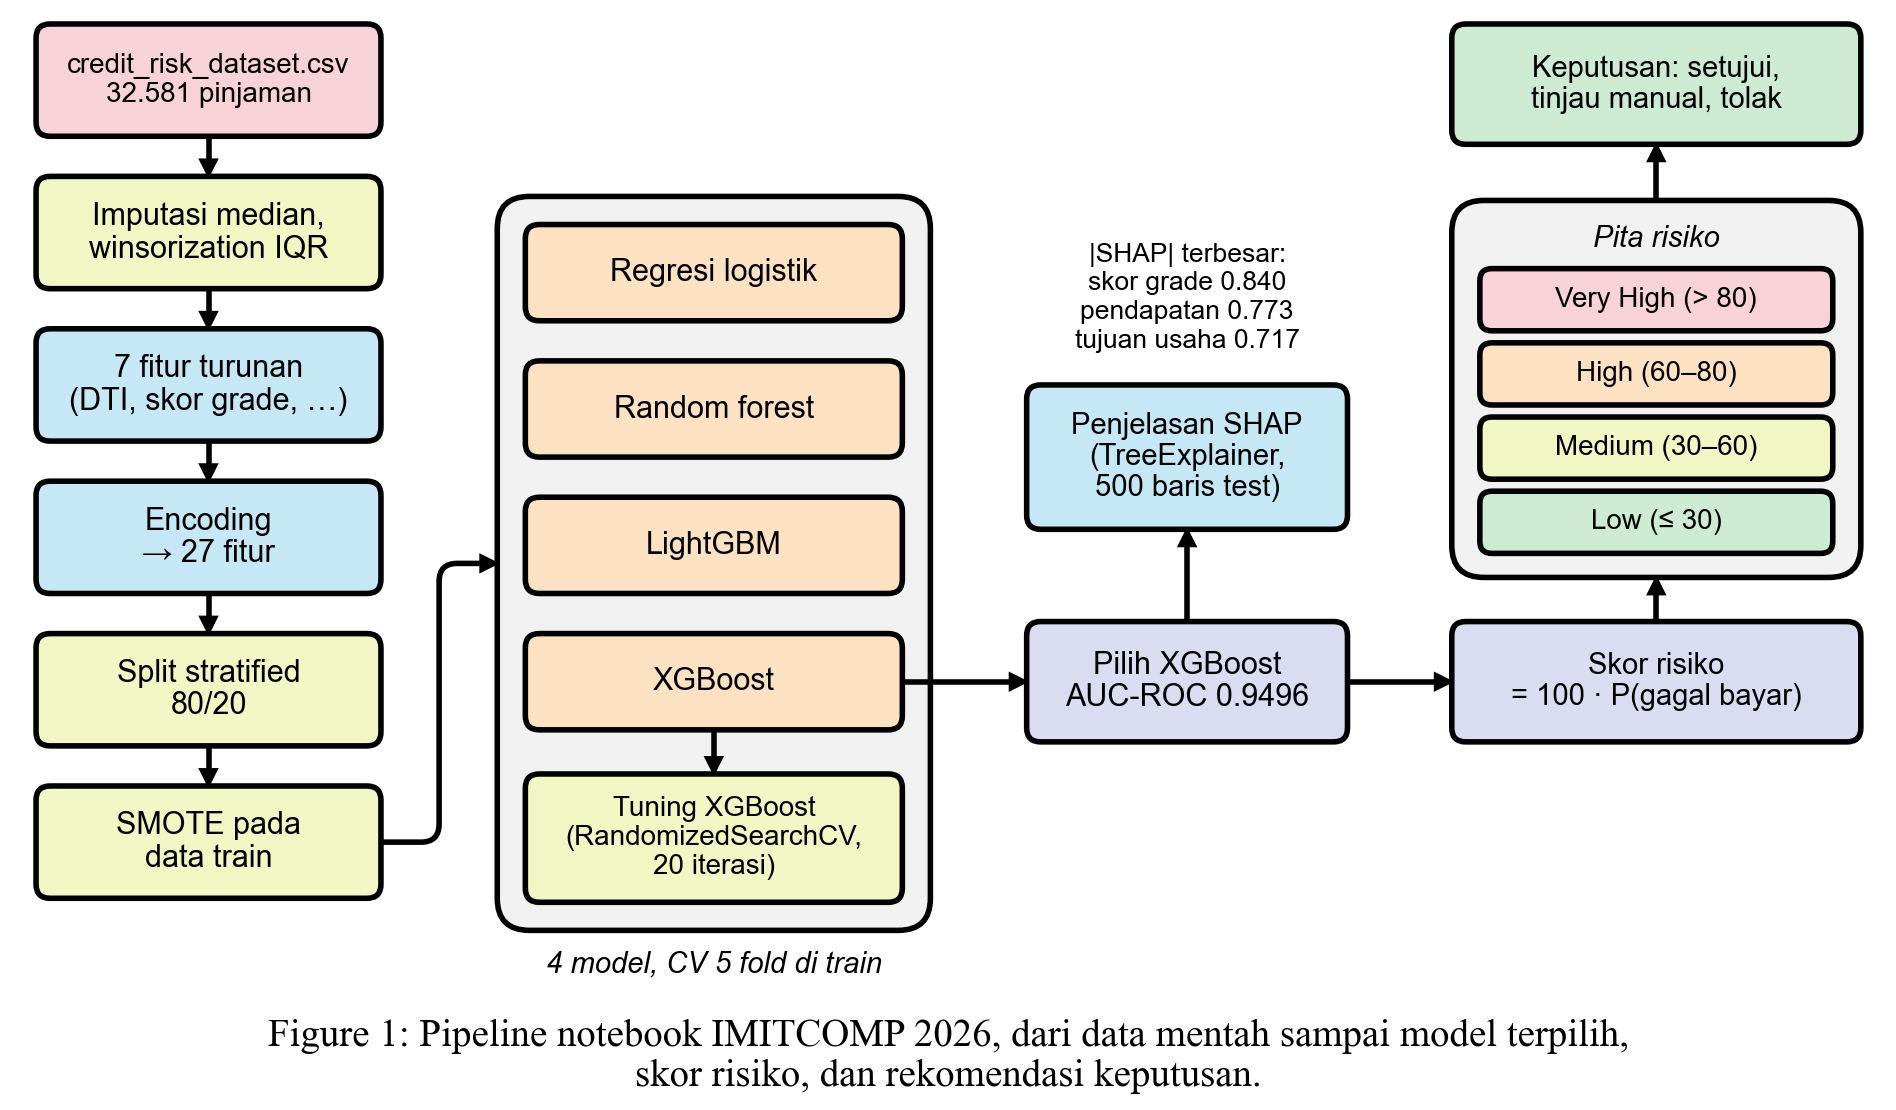 credit_risk_dataset.csv
32.581 pinjaman
Imputasi median,
winsorization IQR
7 fitur turunan
(DTI, skor grade, …)
Encoding
→ 27 fitur
Split stratified
80/20
SMOTE pada
data train
Regresi logistik
Random forest
LightGBM
XGBoost
Tuning XGBoost
(RandomizedSearchCV,
20 iterasi)
4 model, CV 5 fold di train
|SHAP| terbesar:
skor grade 0.840
pendapatan 0.773
tujuan usaha 0.717
Penjelasan SHAP
(TreeExplainer,
500 baris test)
Pilih XGBoost
AUC-ROC 0.9496
Keputusan: setujui,
tinjau manual, tolak
Pita risiko
Very High (> 80)
High (60–80)
Medium (30–60)
Low (≤ 30)
Skor risiko
= 100 · P(gagal bayar)
Figure 1: Pipeline notebook IMITCOMP 2026, dari data mentah sampai model terpilih,
skor risiko, dan rekomendasi keputusan.